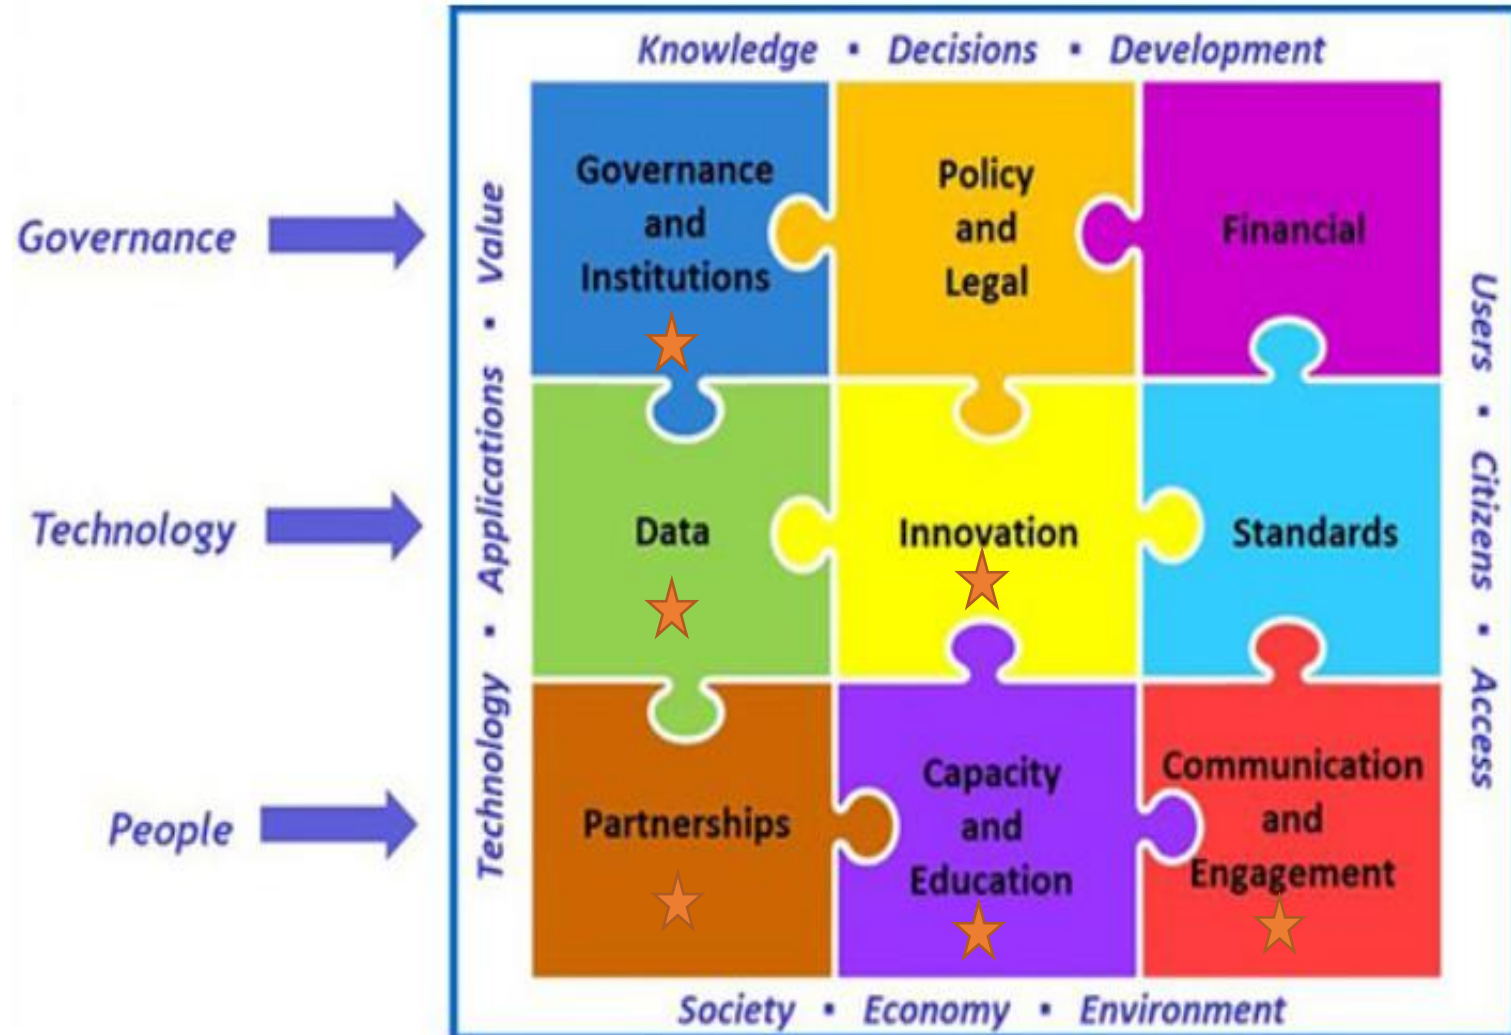 Knowledge ▪ Decisions ▪ Development
Governance
Technology
People
Technology ▪ Applications ▪ Value
Governance
and
Institutions
Policy
and
Legal
Financial
Data
Innovation
Standards
Partnerships
Capacity
and
Education
Communication
and
Engagement
Users ▪ Citizens ▪ Access
Society ▪ Economy ▪ Environment